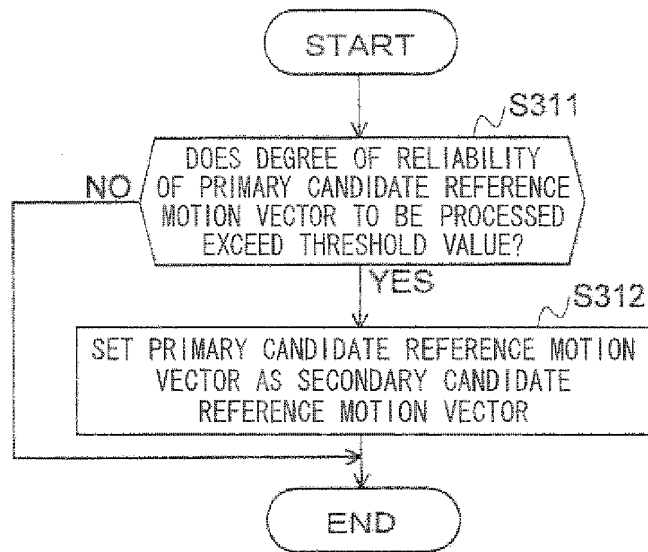 START
S311
DOES DEGREE OF RELIABILITY
OF PRIMARY CANDIDATE REFERENCE
MOTION VECTOR TO BE PROCESSED
EXCEED THRESHOLD VALUE?
NO
YES
S312
SET PRIMARY CANDIDATE REFERENCE MOTION
VECTOR AS SECONDARY CANDIDATE
REFERENCE MOTION VECTOR
END